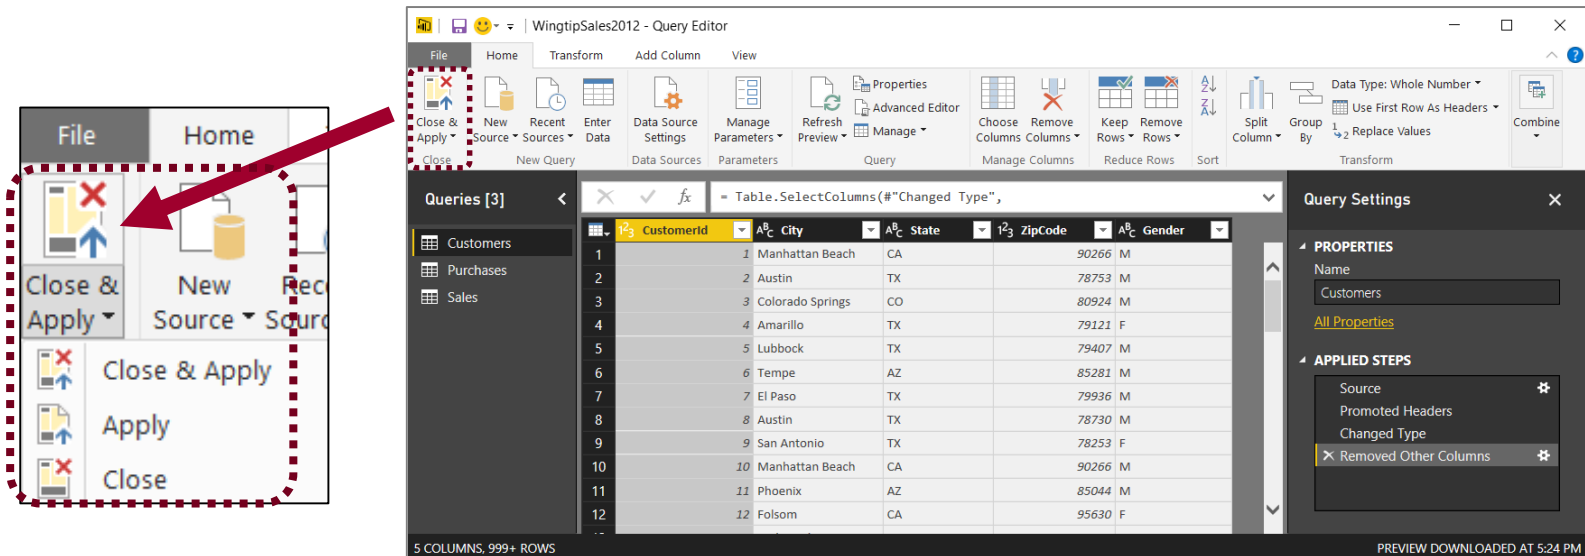 File Home
Close & Apply
New Source
Sourc
Close & Apply
Apply
Close
WingtipSales2012 - Query Editor
File Home Transform Add Column View
Close & Apply
New Source
Recent Sources
Enter Data
Data Source Settings
Manage Parameters
Refresh Preview
Properties
Advanced Editor
Manage
Choose Columns
Remove Columns
Keep Rows
Remove Rows
Split Column
Group By
Data Type: Whole Number
Use First Row As Headers
Replace Values
Combine
Close New Query Data Sources Parameters Query Manage Columns Reduce Rows Sort Transform
Queries [3]
Customers
Purchases
Sales
fx = Table.SelectColumns(#"Changed Type",
CustomerId City State ZipCode Gender
1 1 Manhattan Beach CA 90266 M
2 2 Austin TX 78753 M
3 3 Colorado Springs CO 80924 M
4 4 Amarillo TX 79121 F
5 5 Lubbock TX 79407 M
6 6 Tempe AZ 85281 M
7 7 El Paso TX 79936 M
8 8 Austin TX 78730 M
9 9 San Antonio TX 78253 F
10 10 Manhattan Beach CA 90266 M
11 11 Phoenix AZ 85044 M
12 12 Folsom CA 95630 F
Query Settings
PROPERTIES
Name
Customers
All Properties
APPLIED STEPS
Source
Promoted Headers
Changed Type
Removed Other Columns
5 COLUMNS, 999+ ROWS
PREVIEW DOWNLOADED AT 5:24 PM